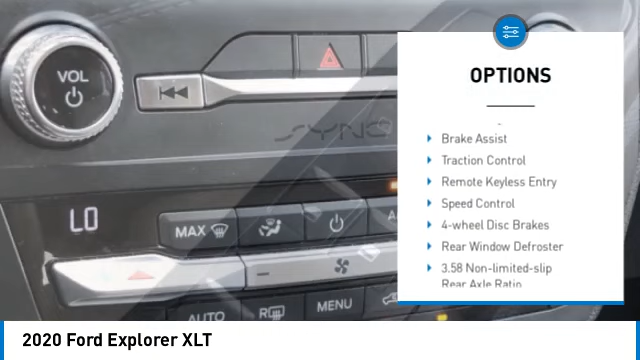 VOL
SYNC
LO
MAX
AUTO
R
MENU
OPTIONS
Brake Assist
Traction Control
Remote Keyless Entry
Speed Control
4-wheel Disc Brakes
Rear Window Defroster
3.58 Non-limited-slip
Rear Axle Ratio
2020 Ford Explorer XLT